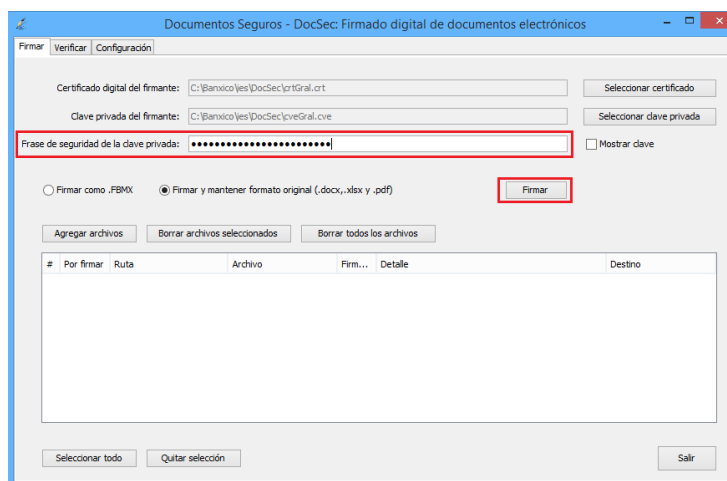 Documentos Seguros - DocSec: Firmado digital de documentos electrónicos
Firmar Verificar Configuración
Certificado digital del firmante: C:\Banxico\ies\DocSec\crtGral.crt Seleccionar certificado
Clave privada del firmante: C:\Banxico\ies\DocSec\cveGral.cve Seleccionar clave privada
Frase de seguridad de la clave privada: ●●●●●●●●●●●●●●●●●●●●●●●● Mostrar clave
Firmar como .FBMX Firmar y mantener formato original (.docx,.xlsx y .pdf) Firmar
Agregar archivos Borrar archivos seleccionados Borrar todos los archivos
# Por firmar Ruta Archivo Firm... Detalle Destino
Seleccionar todo Quitar selección Salir